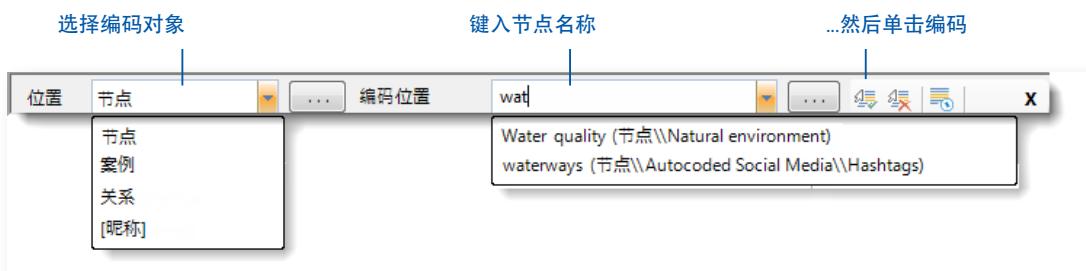 选择编码对象 键入节点名称 ...然后单击编码
位置 节点 ... 编码位置 wat ... X
节点
案例
关系
[昵称]
Water quality (节点\\Natural environment)
waterways (节点\\Autocoded Social Media\\Hashtags)